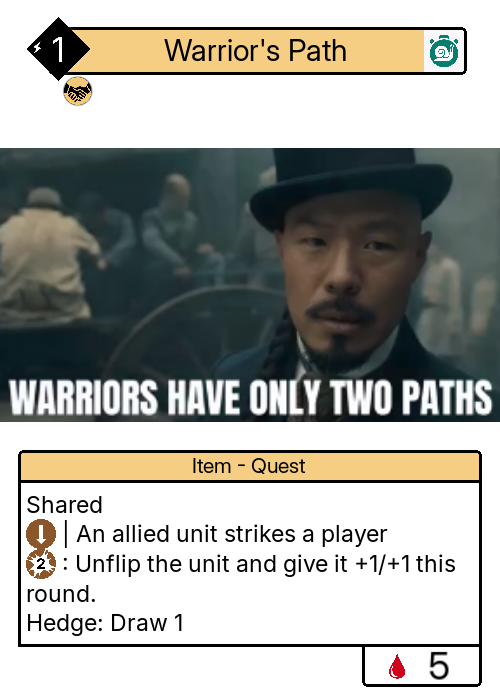 1
Warrior's Path
WARRIORS HAVE ONLY TWO PATHS
Item - Quest
Shared
| An allied unit strikes a player
2 : Unflip the unit and give it +1/+1 this
round.
Hedge: Draw 1
5